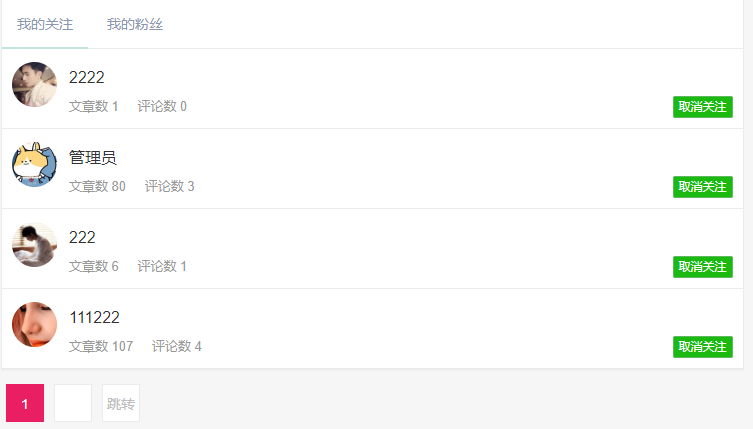 我的关注 我的粉丝
2222
文章数 1 评论数 0
取消关注
管理员
文章数 80 评论数 3
取消关注
222
文章数 6 评论数 1
取消关注
111222
文章数 107 评论数 4
取消关注
1 跳转